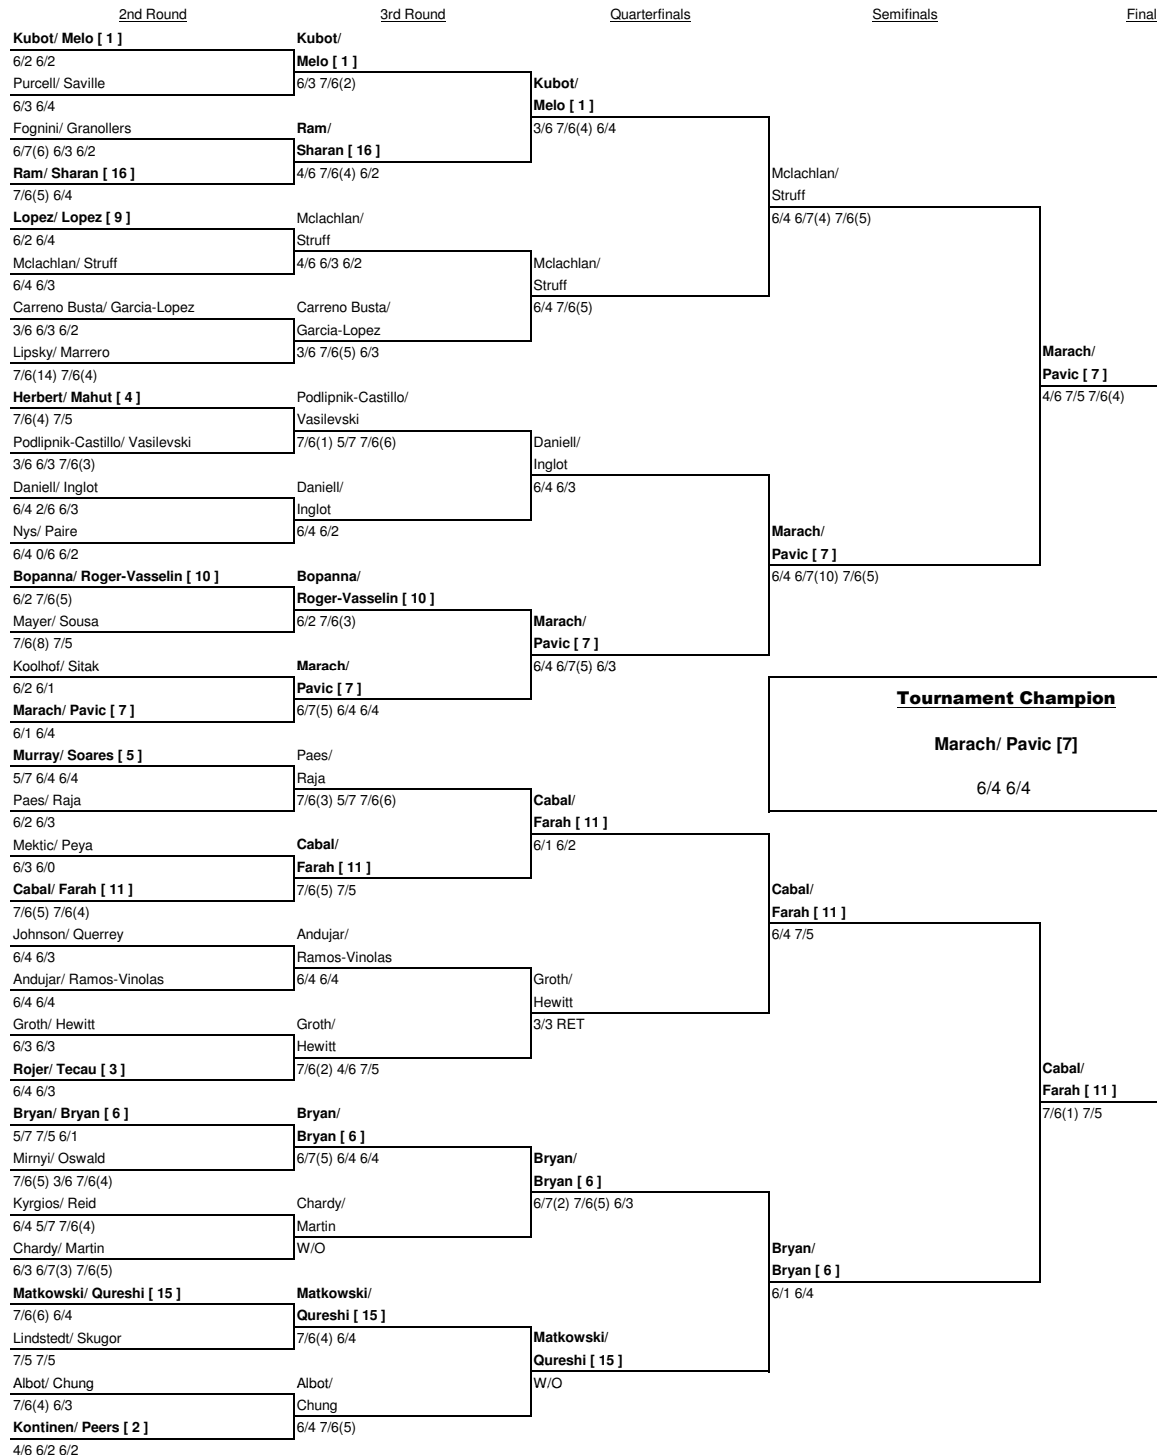 2nd Round
3rd Round
Quarterfinals
Semifinals
Final
Kubot/ Melo [ 1 ]
6/2 6/2
Purcell/ Saville
6/3 6/4
Fognini/ Granollers
6/7(6) 6/3 6/2
Ram/ Sharan [ 16 ]
7/6(5) 6/4
Lopez/ Lopez [ 9 ]
6/2 6/4
Mclachlan/ Struff
6/4 6/3
Carreno Busta/ Garcia-Lopez
3/6 6/3 6/2
Lipsky/ Marrero
7/6(14) 7/6(4)
Herbert/ Mahut [ 4 ]
7/6(4) 7/5
Podlipnik-Castillo/ Vasilevski
3/6 6/3 7/6(3)
Daniell/ Inglot
6/4 2/6 6/3
Nys/ Paire
6/4 0/6 6/2
Bopanna/ Roger-Vasselin [ 10 ]
6/2 7/6(5)
Mayer/ Sousa
7/6(8) 7/5
Koolhof/ Sitak
6/2 6/1
Marach/ Pavic [ 7 ]
6/1 6/4
Murray/ Soares [ 5 ]
5/7 6/4 6/4
Paes/ Raja
6/2 6/3
Mektic/ Peya
6/3 6/0
Cabal/ Farah [ 11 ]
7/6(5) 7/6(4)
Johnson/ Querrey
6/4 6/3
Andujar/ Ramos-Vinolas
6/4 6/4
Groth/ Hewitt
6/3 6/3
Rojer/ Tecau [ 3 ]
6/4 6/3
Bryan/ Bryan [ 6 ]
5/7 7/5 6/1
Mirnyi/ Oswald
7/6(5) 3/6 7/6(4)
Kyrgios/ Reid
6/4 5/7 7/6(4)
Chardy/ Martin
6/3 6/7(3) 7/6(5)
Matkowski/ Qureshi [ 15 ]
7/6(6) 6/4
Lindstedt/ Skugor
7/5 7/5
Albot/ Chung
7/6(4) 6/3
Kontinen/ Peers [ 2 ]
4/6 6/2 6/2
Kubot/
Melo [ 1 ]
6/3 7/6(2)
Ram/
Sharan [ 16 ]
4/6 7/6(4) 6/2
Mclachlan/
Struff
4/6 6/3 6/2
Carreno Busta/
Garcia-Lopez
3/6 7/6(5) 6/3
Podlipnik-Castillo/
Vasilevski
7/6(1) 5/7 7/6(6)
Daniell/
Inglot
6/4 6/2
Bopanna/
Roger-Vasselin [ 10 ]
6/2 7/6(3)
Marach/
Pavic [ 7 ]
6/7(5) 6/4 6/4
Paes/
Raja
7/6(3) 5/7 7/6(6)
Cabal/
Farah [ 11 ]
7/6(5) 7/5
Andujar/
Ramos-Vinolas
6/4 6/4
Groth/
Hewitt
7/6(2) 4/6 7/5
Bryan/
Bryan [ 6 ]
6/7(5) 6/4 6/4
Chardy/
Martin
W/O
Matkowski/
Qureshi [ 15 ]
7/6(4) 6/4
Albot/
Chung
6/4 7/6(5)
Kubot/
Melo [ 1 ]
3/6 7/6(4) 6/4
Mclachlan/
Struff
6/4 7/6(5)
Daniell/
Inglot
6/4 6/3
Marach/
Pavic [ 7 ]
6/4 6/7(5) 6/3
Cabal/
Farah [ 11 ]
6/1 6/2
Groth/
Hewitt
3/3 RET
Bryan/
Bryan [ 6 ]
6/7(2) 7/6(5) 6/3
Matkowski/
Qureshi [ 15 ]
W/O
Mclachlan/
Struff
6/4 6/7(4) 7/6(5)
Marach/
Pavic [ 7 ]
6/4 6/7(10) 7/6(5)
Cabal/
Farah [ 11 ]
6/4 7/5
Bryan/
Bryan [ 6 ]
6/1 6/4
Marach/
Pavic [ 7 ]
4/6 7/5 7/6(4)
Cabal/
Farah [ 11 ]
7/6(1) 7/5
Tournament Champion
Marach/ Pavic [7]
6/4 6/4